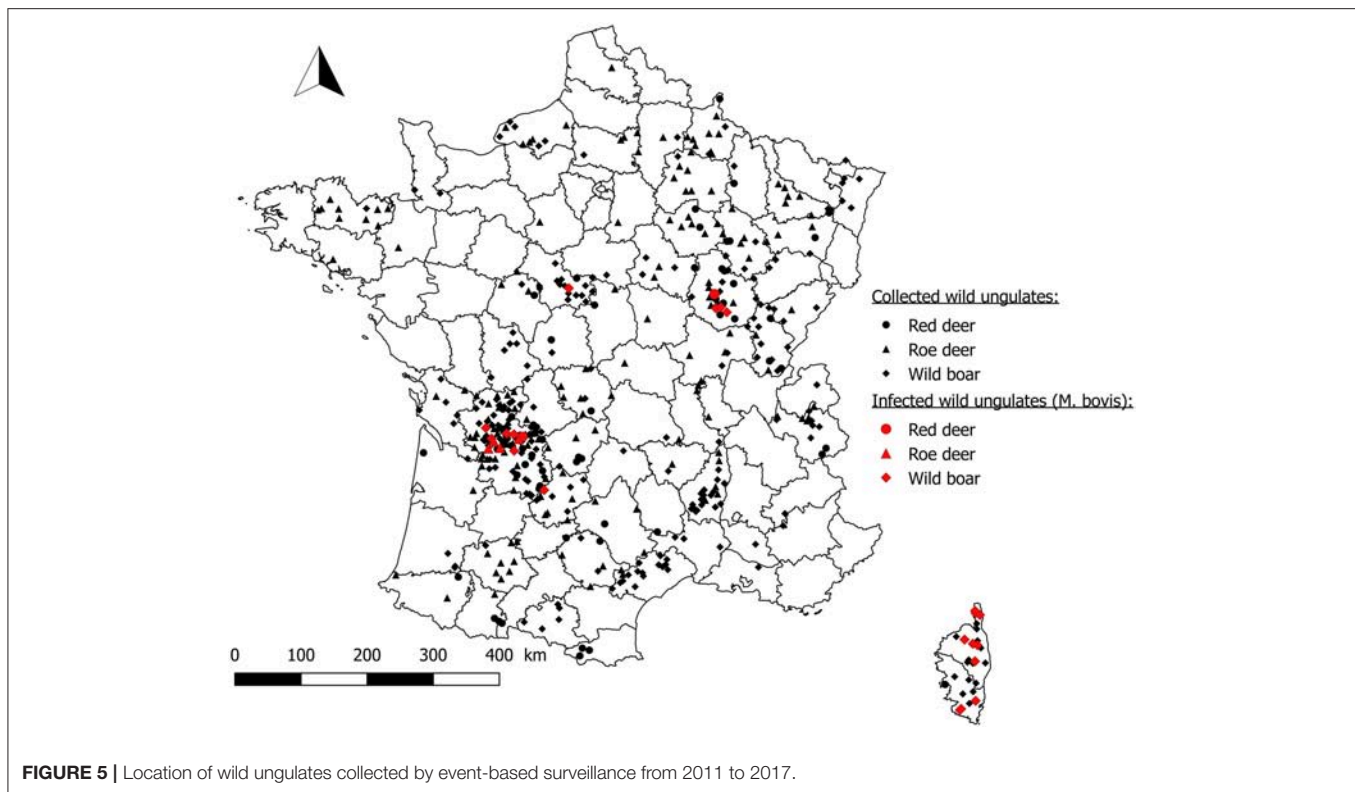 Collected wild ungulates:
Red deer
Roe deer
Wild boar
Infected wild ungulates (M. bovis):
Red deer
Roe deer
Wild boar
0 100 200 300 400 km
FIGURE 5 | Location of wild ungulates collected by event-based surveillance from 2011 to 2017.